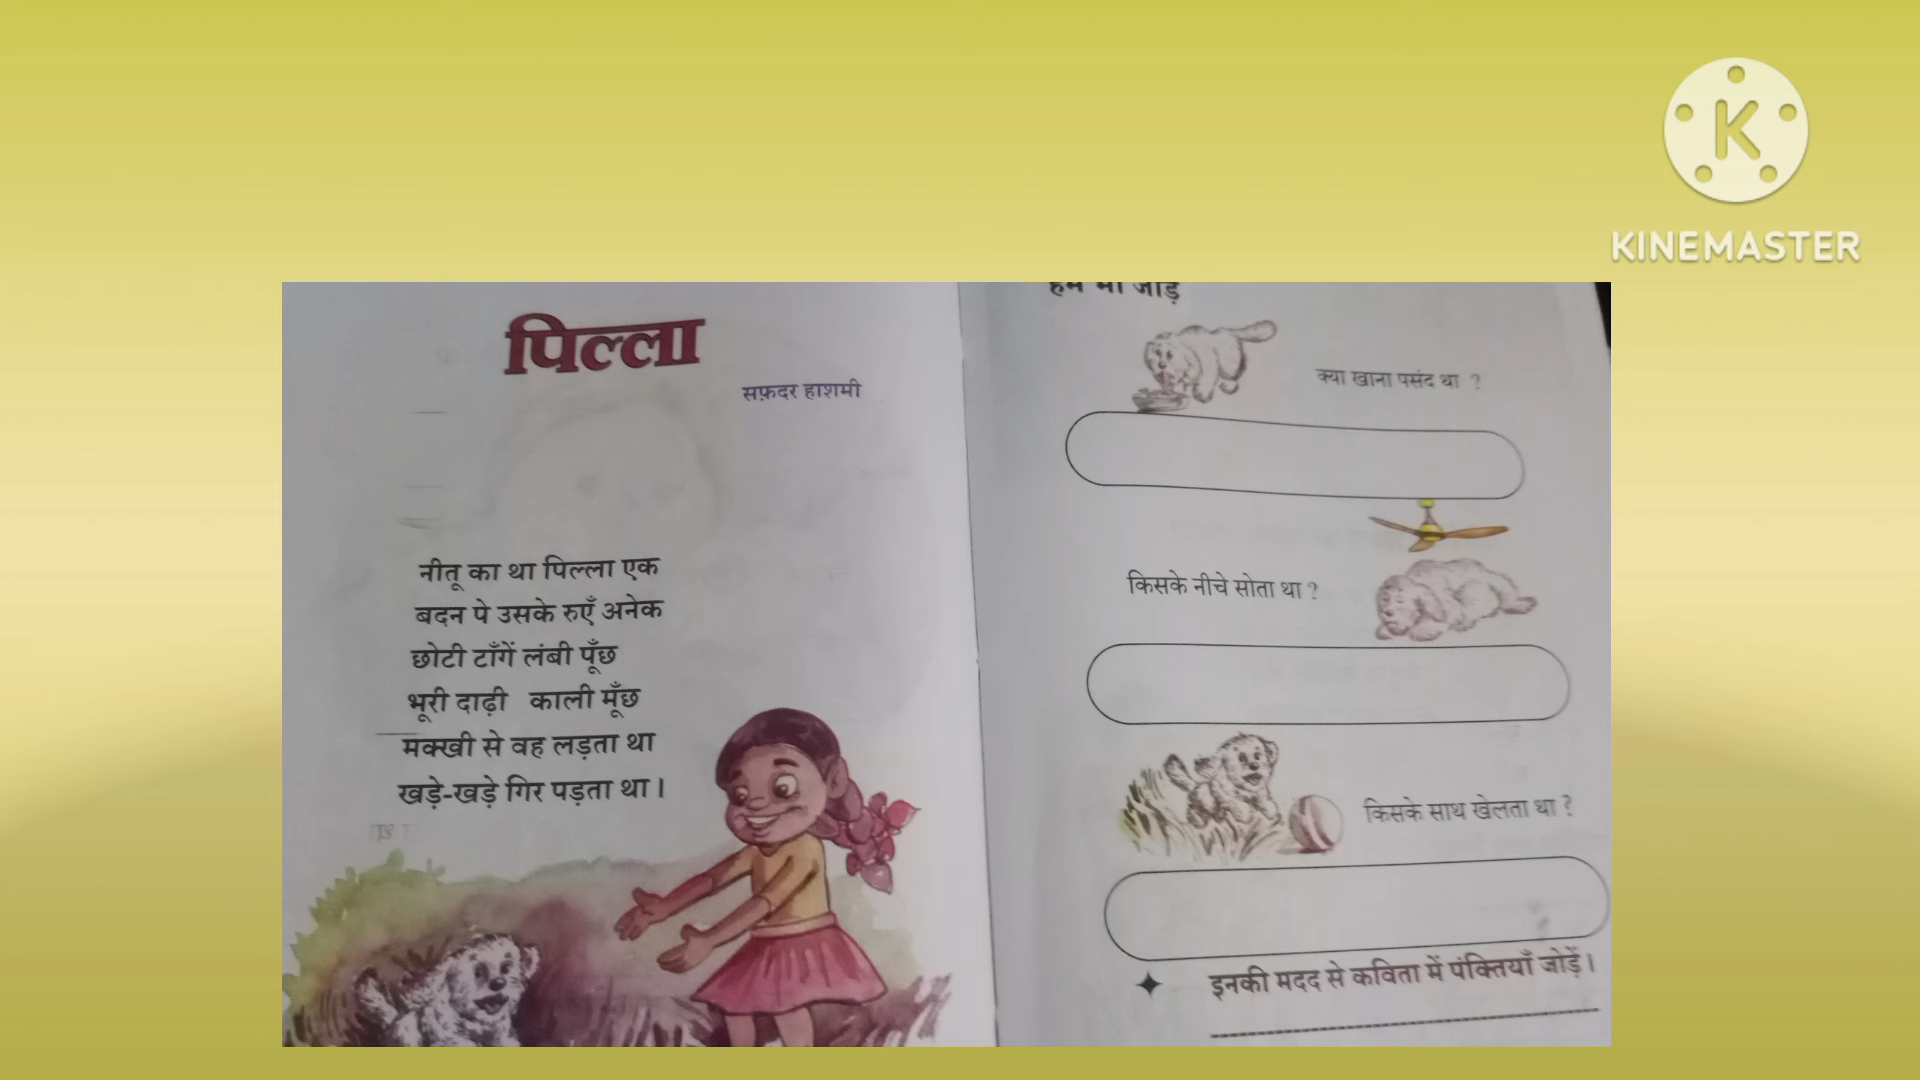 KINEMASTER
पिल्ला
सफ़दर हाशमी
नीतू का था पिल्ला एक
बदन पे उसके रुएँ अनेक
छोटी टाँगें लंबी पूँछ
भूरी दाढ़ी काली मूँछ
मक्खी से वह लड़ता था
खड़े-खड़े गिर पड़ता था।
क्या खाना पसंद था ?
किसके नीचे सोता था ?
किसके साथ खेलता था ?
इनकी मदद से कविता में पंक्तियाँ जोड़ें।